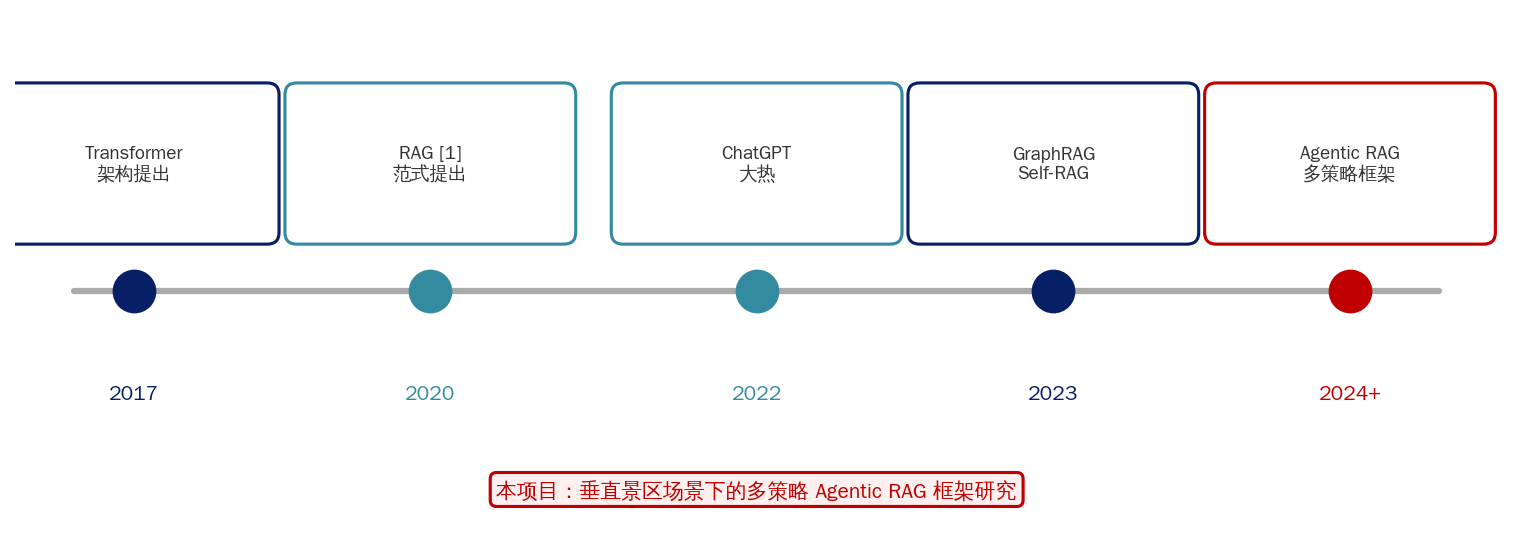 Transformer
架构提出
RAG [1]
范式提出
ChatGPT
大热
GraphRAG
Self-RAG
Agentic RAG
多策略框架
2017
2020
2022
2023
2024+
本项目：垂直景区场景下的多策略 Agentic RAG 框架研究